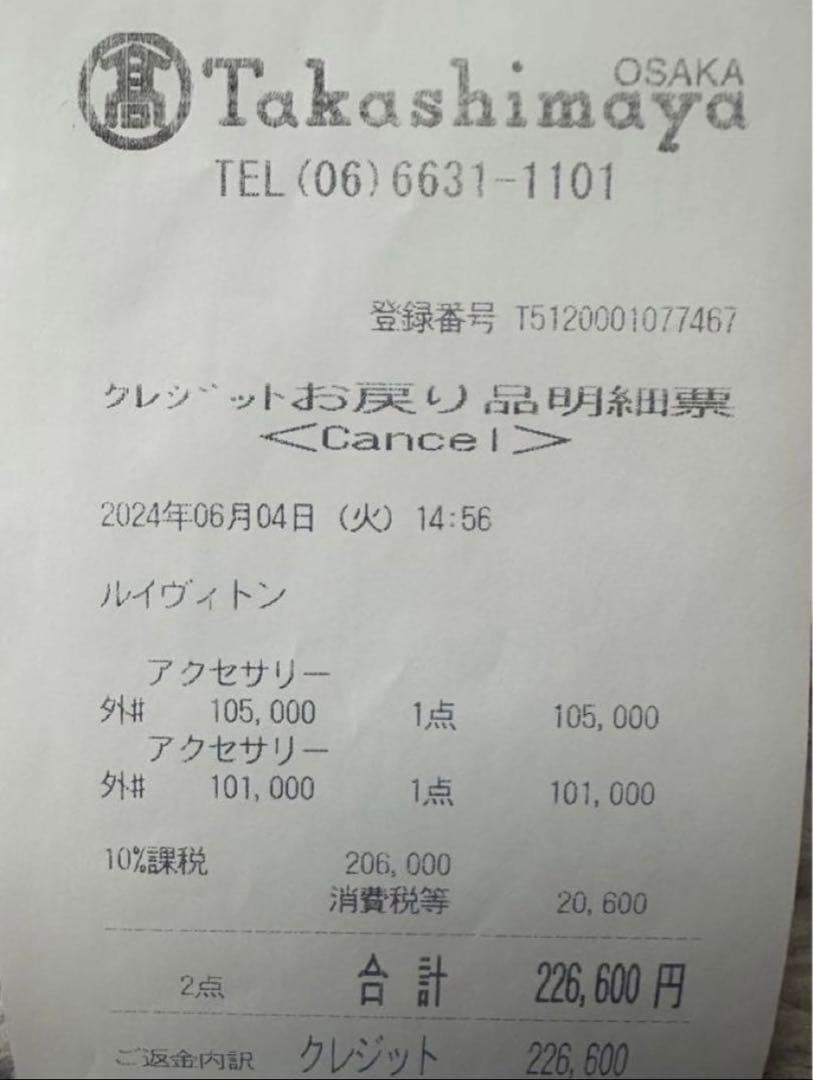 髙 Takashimaya OSAKA
TEL(06)6631-1101
登録番号 T5120001077467
クレジットお戻り品明細票
<Cancel>
2024年06月04日 (火) 14:56
ルイヴィトン
アクセサリー
外# 105,000 1点 105,000
アクセサリー
外# 101,000 1点 101,000
10%課税 206,000
消費税等 20,600
2点 合計 226,600円
ご返金内訳 クレジット 226,600